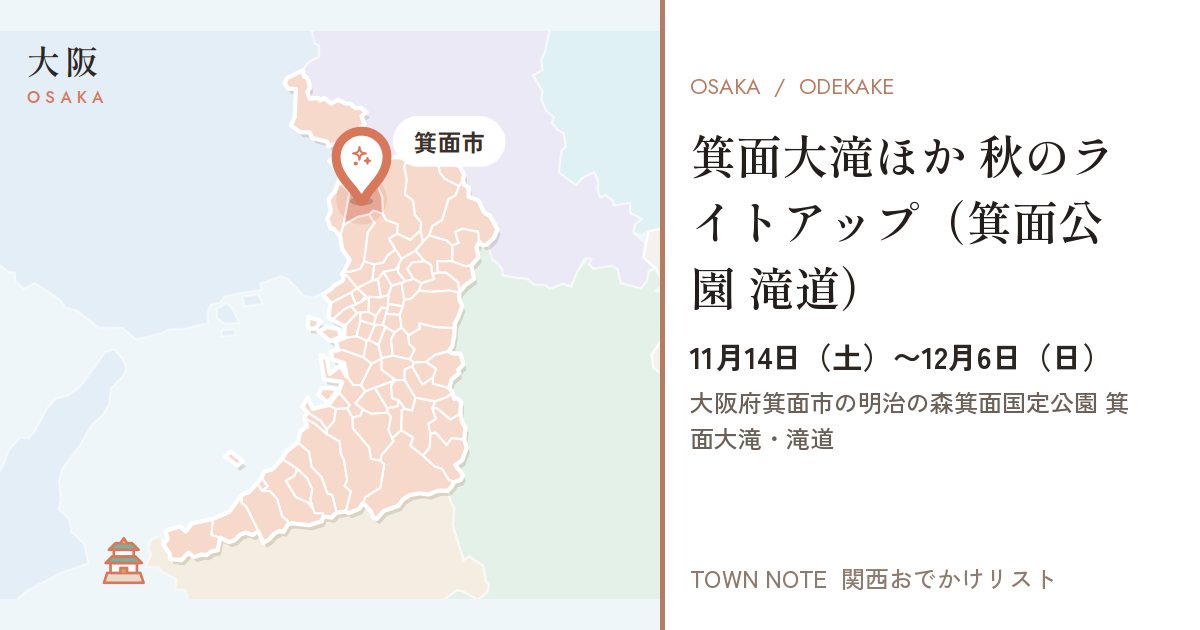 大阪
OSAKA
箕面市
OSAKA / ODEKAKE
箕面大滝ほか 秋のラ
イトアップ（箕面公
園 滝道）
11月14日（土）〜12月6日（日）
大阪府箕面市の明治の森箕面国定公園 箕
面大滝・滝道
TOWN NOTE 関西おでかけリスト